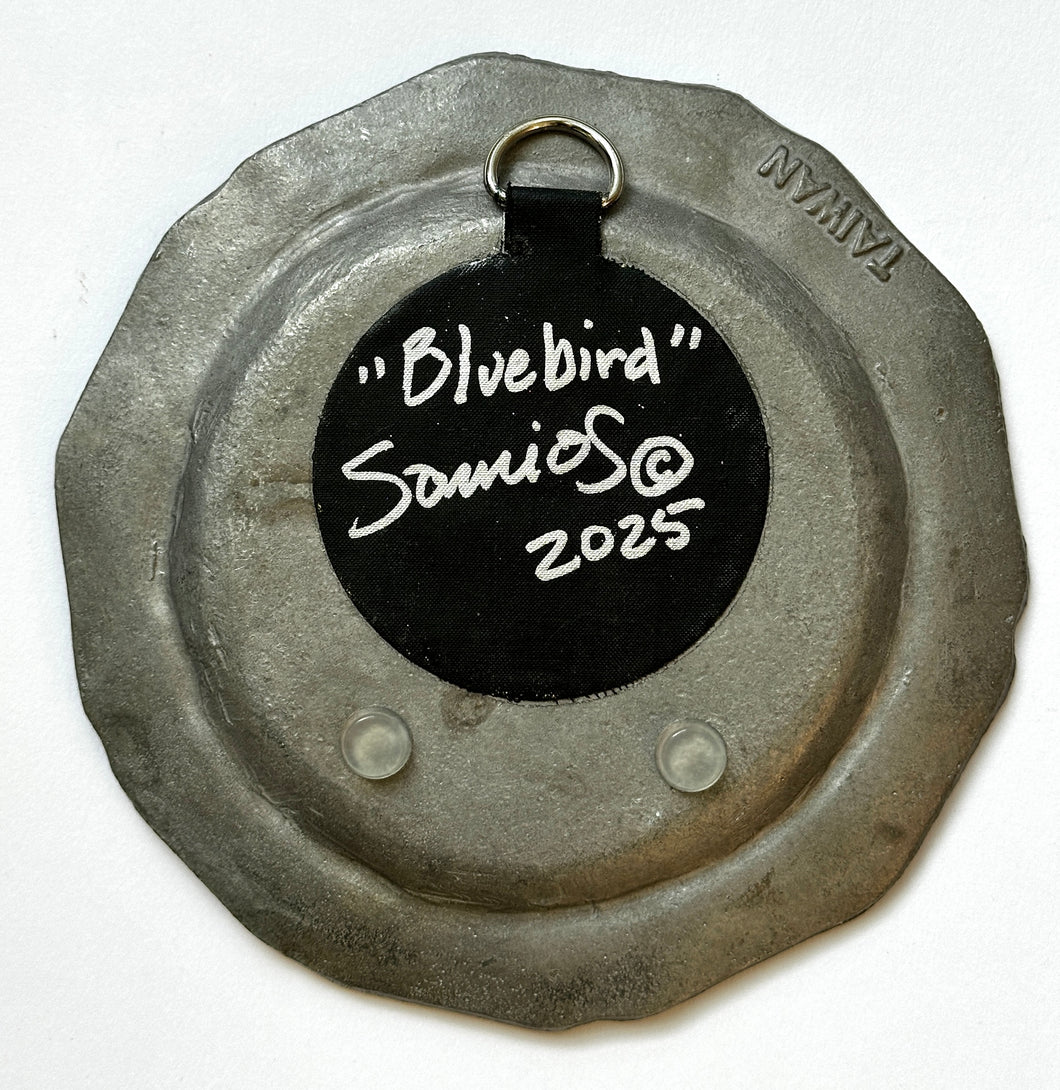 TAIWAN
"Bluebird"
Samios ©
2025